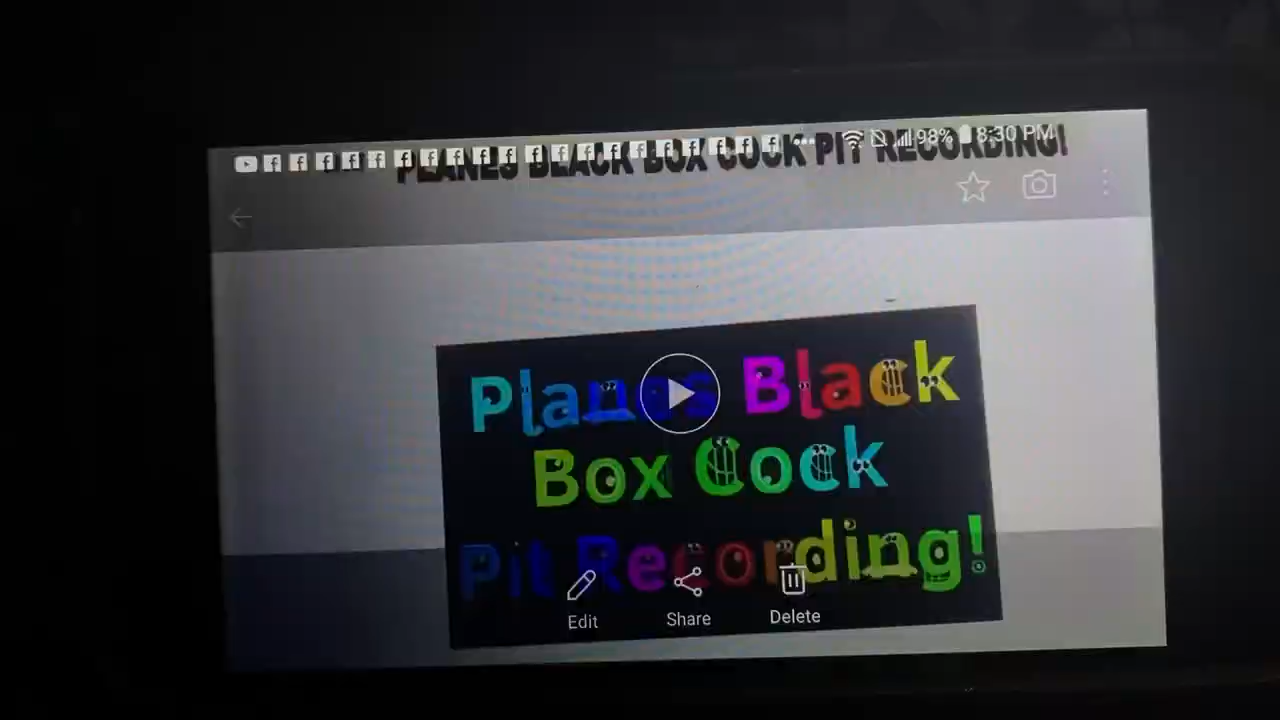 98% 8:30 PM
PLANES BLACK BOX COCK PIT RECORDING!
Planes Black
Box Cock
Pit Recording!
Edit Share Delete